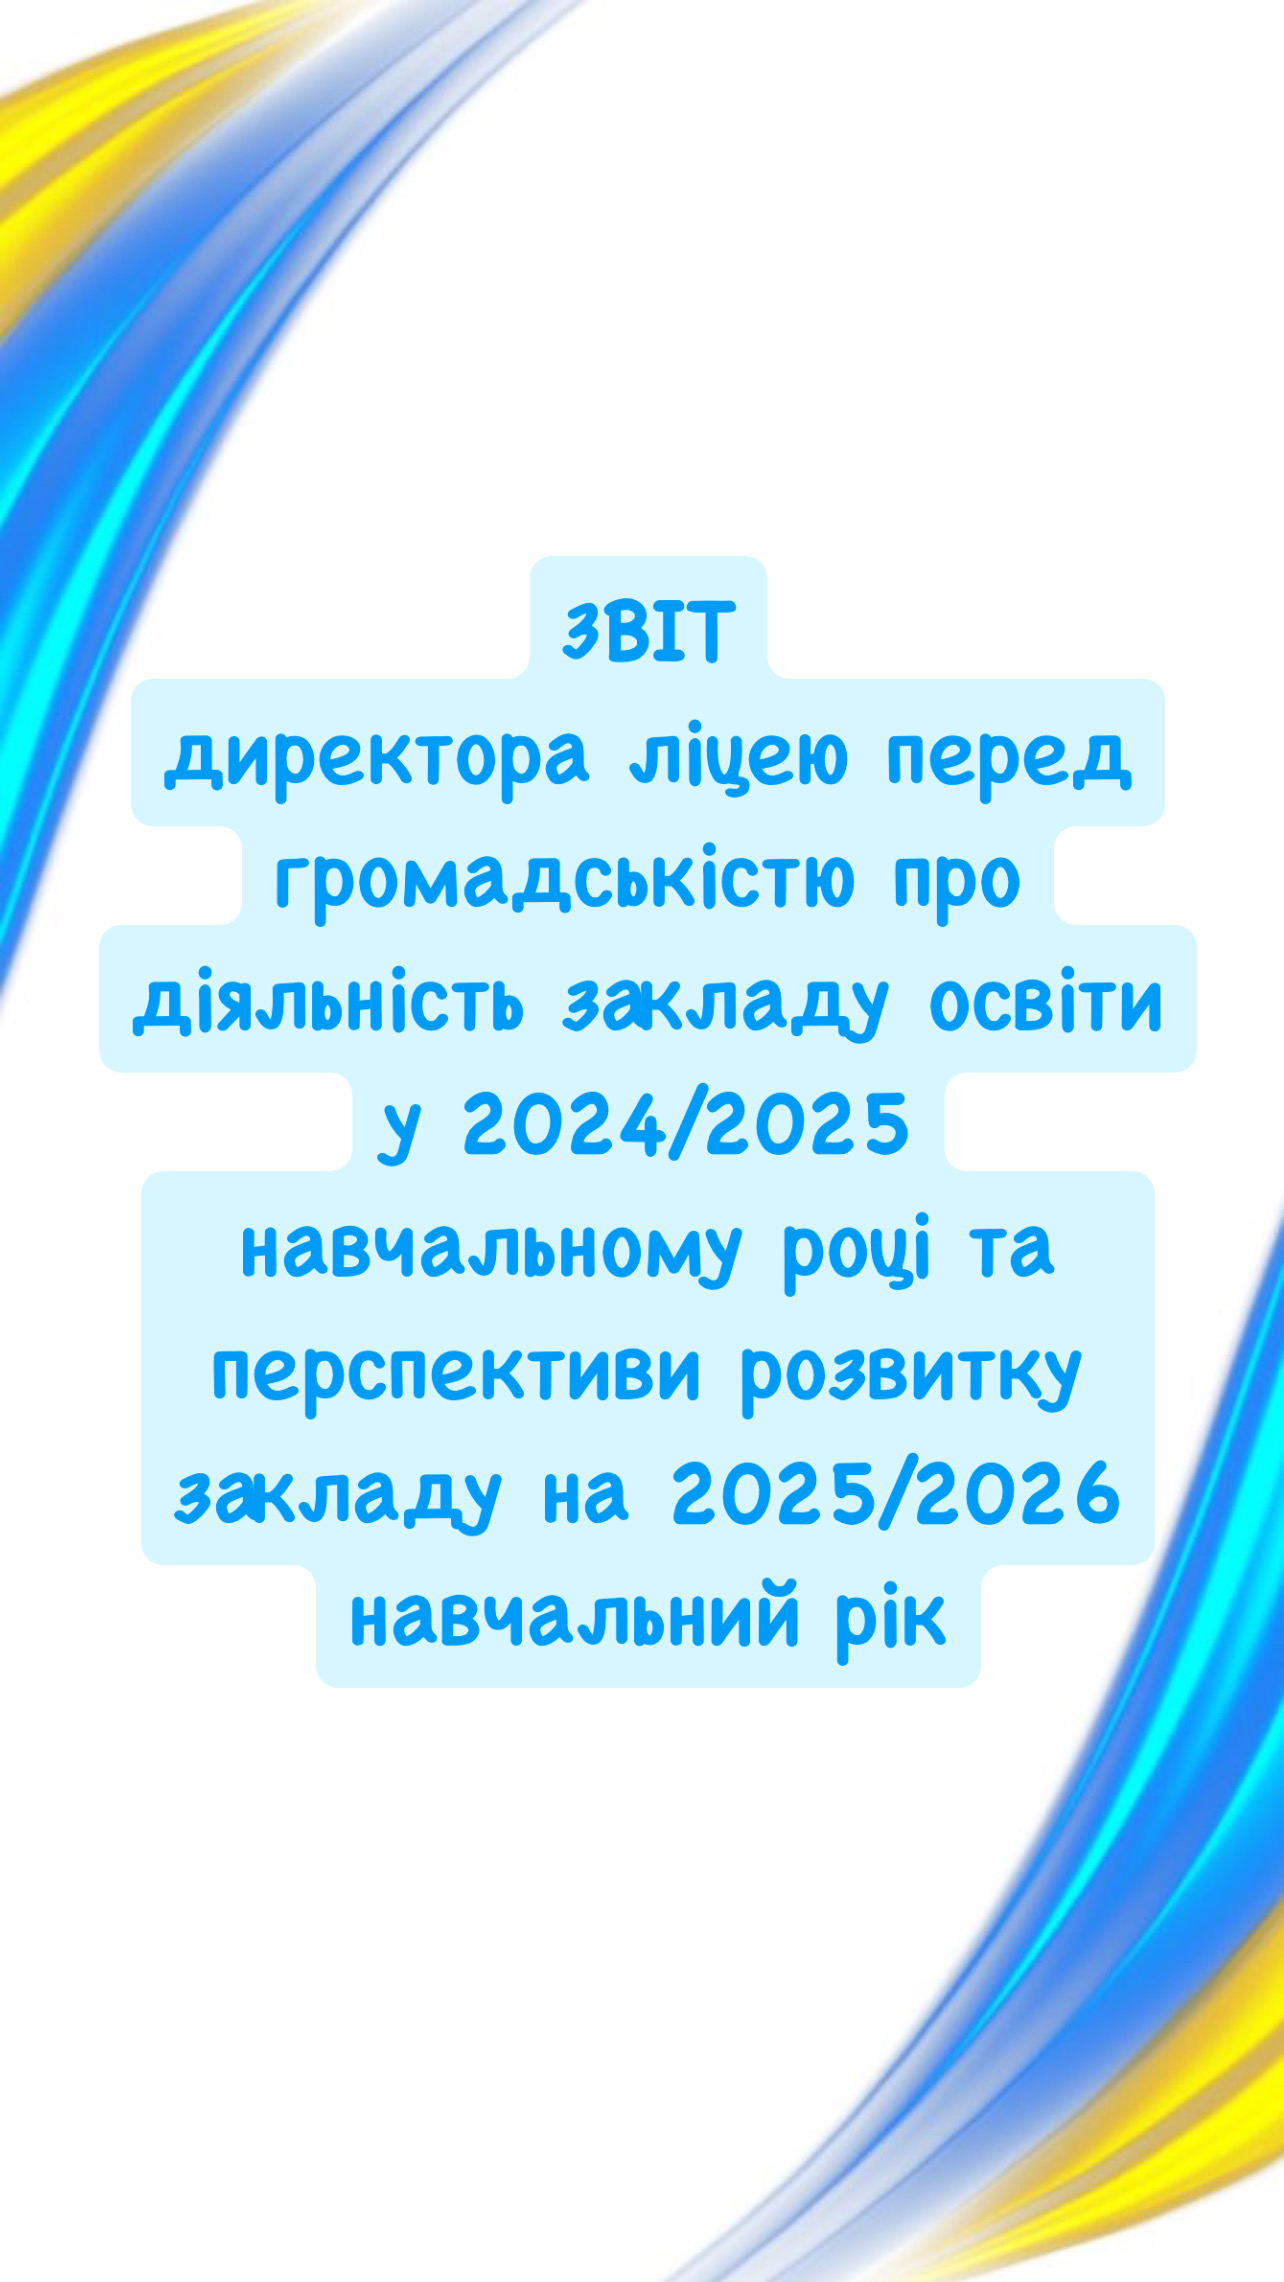 ЗВІТ
директора ліцею перед
громадськістю про
діяльність закладу освіти
у 2024/2025
навчальному році та
перспективи розвитку
закладу на 2025/2026
навчальний рік